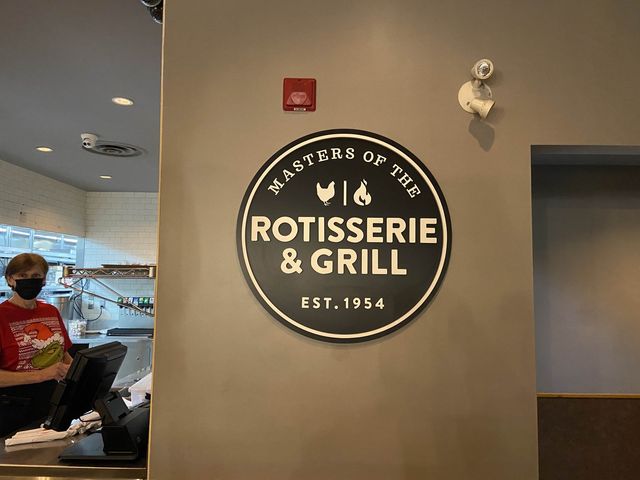 MASTERS OF THE
ROTISSERIE
& GRILL
EST. 1954